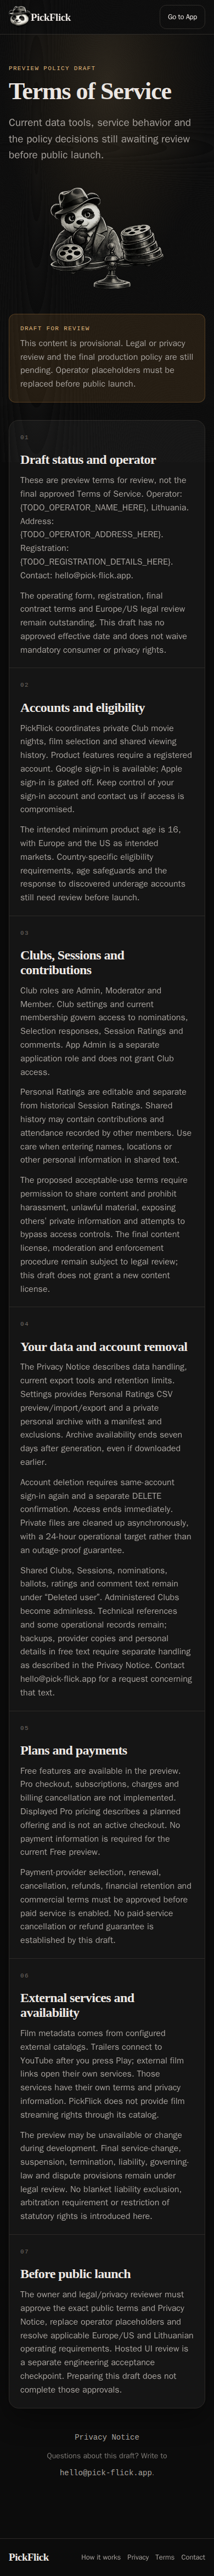 PickFlick
Go to App
PREVIEW POLICY DRAFT
Terms of Service
Current data tools, service behavior and
the policy decisions still awaiting review
before public launch.
DRAFT FOR REVIEW
This content is provisional. Legal or privacy
review and the final production policy are still
pending. Operator placeholders must be
replaced before public launch.
01
Draft status and operator
These are preview terms for review, not the
final approved Terms of Service. Operator:
{TODO_OPERATOR_NAME_HERE}, Lithuania.
Address:
{TODO_OPERATOR_ADDRESS_HERE}.
Registration:
{TODO_REGISTRATION_DETAILS_HERE}.
Contact: hello@pick-flick.app.
The operating form, registration, final
contract terms and Europe/US legal review
remain outstanding. This draft has no
approved effective date and does not waive
mandatory consumer or privacy rights.
02
Accounts and eligibility
PickFlick coordinates private Club movie
nights, film selection and shared viewing
history. Product features require a registered
account. Google sign-in is available; Apple
sign-in is gated off. Keep control of your
sign-in account and contact us if access is
compromised.
The intended minimum product age is 16,
with Europe and the US as intended
markets. Country-specific eligibility
requirements, age safeguards and the
response to discovered underage accounts
still need review before launch.
03
Clubs, Sessions and
contributions
Club roles are Admin, Moderator and
Member. Club settings and current
membership govern access to nominations,
Selection responses, Session Ratings and
comments. App Admin is a separate
application role and does not grant Club
access.
Personal Ratings are editable and separate
from historical Session Ratings. Shared
history may contain contributions and
attendance recorded by other members. Use
care when entering names, locations or
other personal information in shared text.
The proposed acceptable-use terms require
permission to share content and prohibit
harassment, unlawful material, exposing
others' private information and attempts to
bypass access controls. The final content
license, moderation and enforcement
procedure remain subject to legal review;
this draft does not grant a new content
license.
04
Your data and account removal
The Privacy Notice describes data handling,
current export tools and retention limits.
Settings provides Personal Ratings CSV
preview/import/export and a private
personal archive with a manifest and
exclusions. Archive availability ends seven
days after generation, even if downloaded
earlier.
Account deletion requires same-account
sign-in again and a separate DELETE
confirmation. Access ends immediately.
Private files are cleaned up asynchronously,
with a 24-hour operational target rather than
an outage-proof guarantee.
Shared Clubs, Sessions, nominations,
ballots, ratings and comment text remain
under "Deleted user". Administered Clubs
become adminless. Technical references
and some operational records remain;
backups, provider copies and personal
details in free text require separate handling
as described in the Privacy Notice. Contact
hello@pick-flick.app for a request concerning
that text.
05
Plans and payments
Free features are available in the preview.
Pro checkout, subscriptions, charges and
billing cancellation are not implemented.
Displayed Pro pricing describes a planned
offering and is not an active checkout. No
payment information is required for the
current Free preview.
Payment-provider selection, renewal,
cancellation, refunds, financial retention and
commercial terms must be approved before
paid service is enabled. No paid-service
cancellation or refund guarantee is
established by this draft.
06
External services and
availability
Film metadata comes from configured
external catalogs. Trailers connect to
YouTube after you press Play; external film
links open their own services. Those
services have their own terms and privacy
information. PickFlick does not provide film
streaming rights through its catalog.
The preview may be unavailable or change
during development. Final service-change,
suspension, termination, liability, governing-
law and dispute provisions remain under
legal review. No blanket liability exclusion,
arbitration requirement or restriction of
statutory rights is introduced here.
07
Before public launch
The owner and legal/privacy reviewer must
approve the exact public terms and Privacy
Notice, replace operator placeholders and
resolve applicable Europe/US and Lithuanian
operating requirements. Hosted UI review is
a separate engineering acceptance
checkpoint. Preparing this draft does not
complete those approvals.
Privacy Notice
Questions about this draft? Write to
hello@pick-flick.app.
PickFlick
How it works
Privacy
Terms
Contact